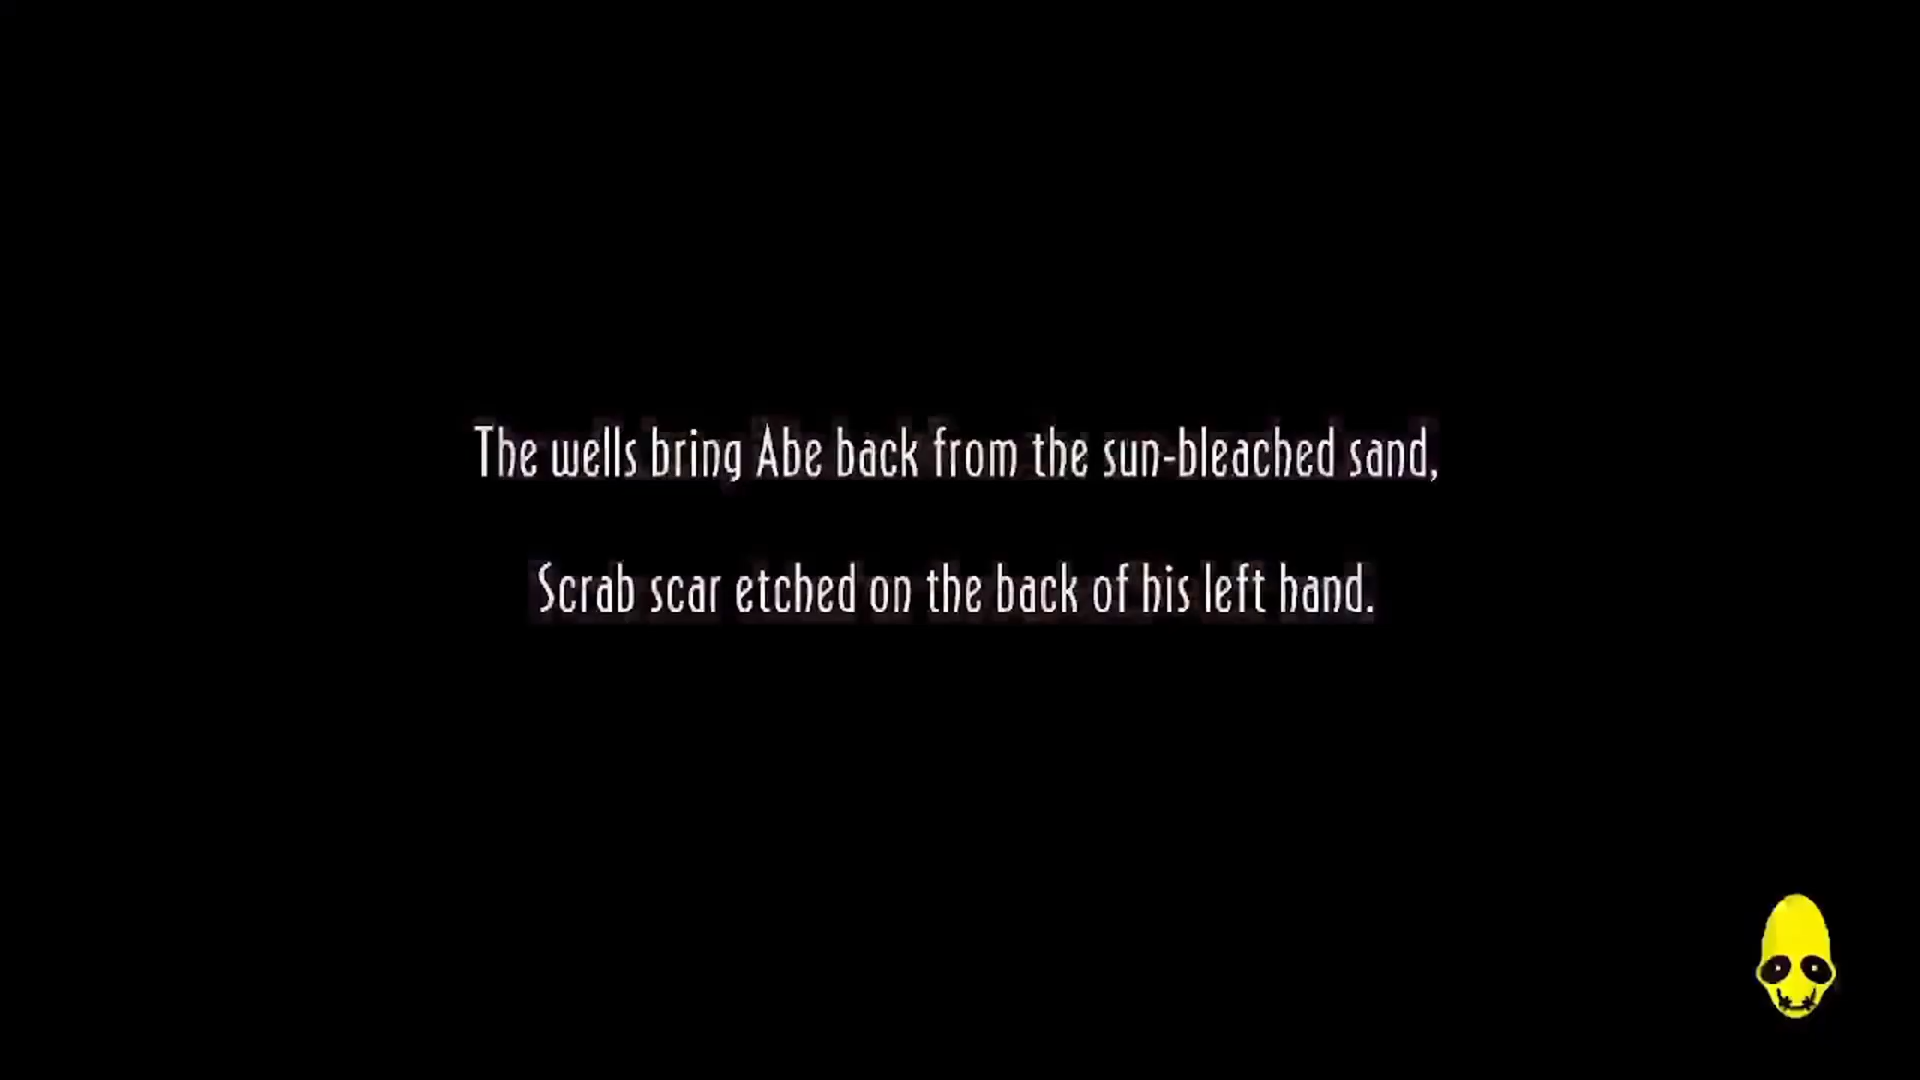 The wells bring Abe back from the sun-bleached sand,
Scrab scar etched on the back of his left hand.